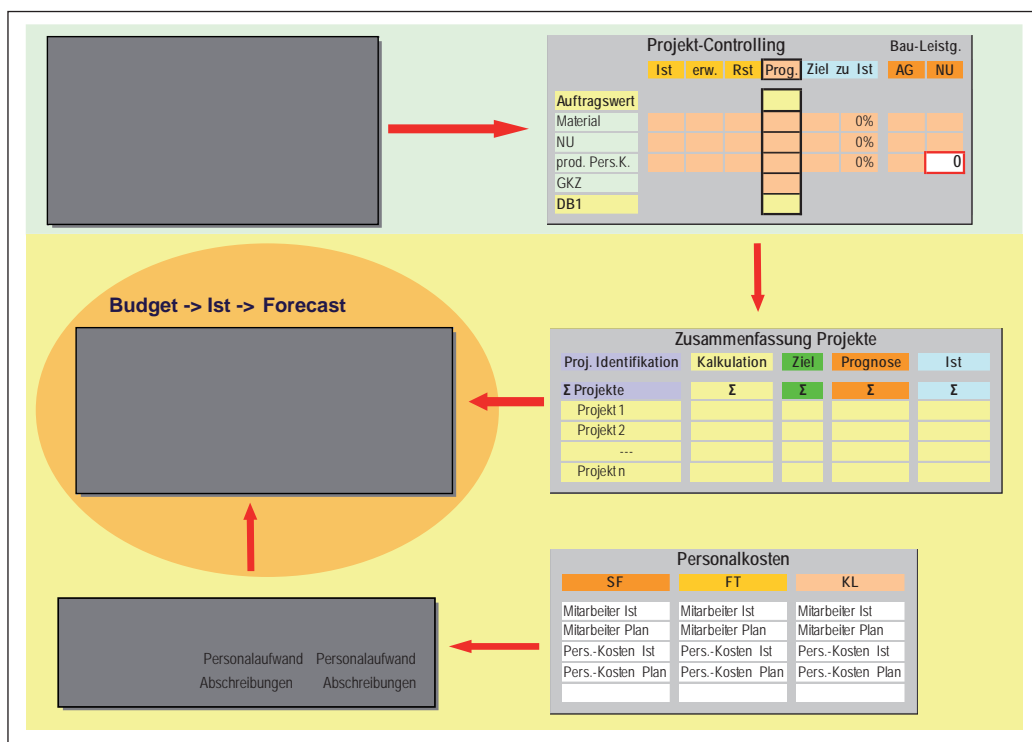 Projekt-Controlling Bau-Leistg.
Ist erw. Rst Prog. Ziel zu Ist AG NU
Auftragswert
Material 0%
NU 0%
prod. Pers.K. 0% 0
GKZ
DB1
Budget -> Ist -> Forecast
Zusammenfassung Projekte
Proj. Identifikation Kalkulation Ziel Prognose Ist
Σ Projekte Σ Σ Σ Σ
Projekt 1
Projekt 2
---
Projekt n
Personalkosten
SF FT KL
Mitarbeiter Ist Mitarbeiter Ist Mitarbeiter Ist
Mitarbeiter Plan Mitarbeiter Plan Mitarbeiter Plan
Pers.-Kosten Ist Pers.-Kosten Ist Pers.-Kosten Ist
Pers.-Kosten Plan Pers.-Kosten Plan Pers.-Kosten Plan
Personalaufwand Personalaufwand
Abschreibungen Abschreibungen